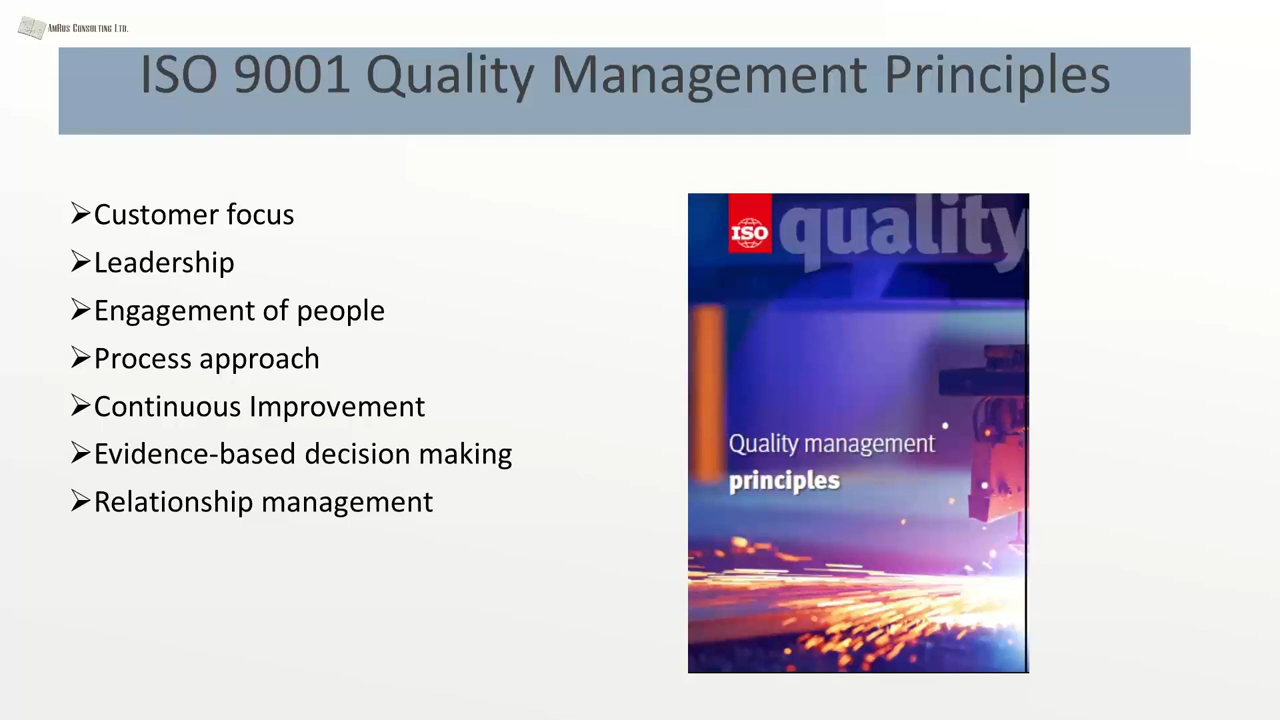 AmRus Consulting Ltd.
ISO 9001 Quality Management Principles
Customer focus
Leadership
Engagement of people
Process approach
Continuous Improvement
Evidence-based decision making
Relationship management
ISO
quality
Quality management
principles